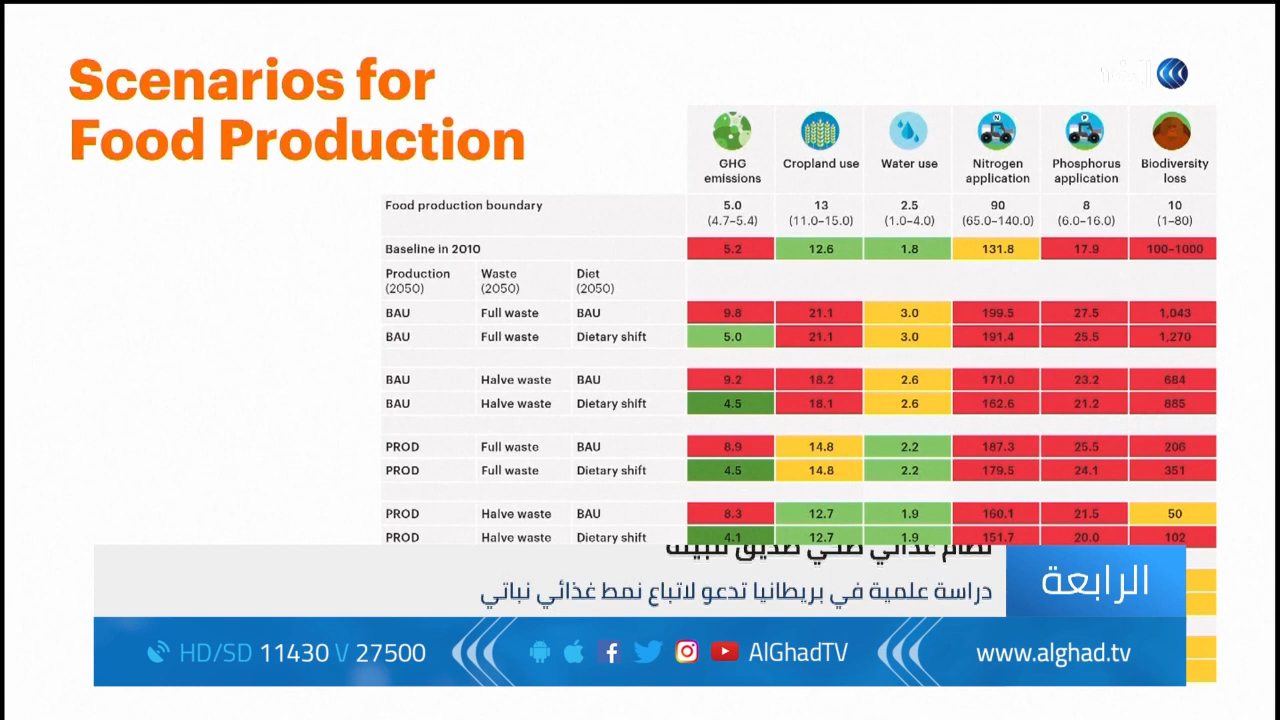 Scenarios for
Food Production
الغد
GHG emissions Cropland use Water use Nitrogen application Phosphorus application Biodiversity loss
Food production boundary 5.0 13 2.5 90 8 10
(4.7–5.4) (11.0–15.0) (1.0–4.0) (65.0–140.0) (6.0–16.0) (1–80)
Baseline in 2010 5.2 12.6 1.8 131.8 17.9 100–1000
Production Waste Diet
(2050) (2050) (2050)
BAU Full waste BAU 9.8 21.1 3.0 199.5 27.5 1,043
BAU Full waste Dietary shift 5.0 21.1 3.0 191.4 25.5 1,270
BAU Halve waste BAU 9.2 18.2 2.6 171.0 23.2 684
BAU Halve waste Dietary shift 4.5 18.1 2.6 162.6 21.2 885
PROD Full waste BAU 8.9 14.8 2.2 187.3 25.5 206
PROD Full waste Dietary shift 4.5 14.8 2.2 179.5 24.1 351
PROD Halve waste BAU 8.3 12.7 1.9 160.1 21.5 50
PROD Halve waste Dietary shift 4.1 12.7 1.9 151.7 20.0 102
نظام غذائي صحي صديق للبيئة
الرابعة
دراسة علمية في بريطانيا تدعو لاتباع نمط غذائي نباتي
HD/SD 11430 V 27500 AlGhadTV www.alghad.tv